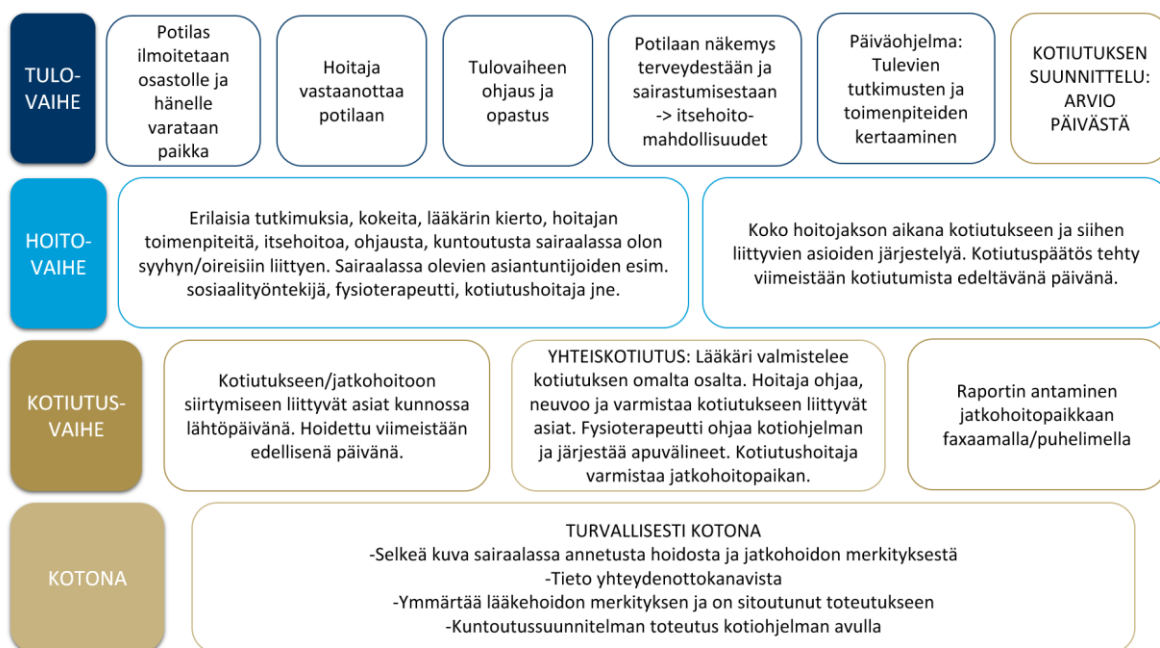 TULO-
VAIHE
Potilas
ilmoitetaan
osastolle ja
hänelle
varataan
paikka
Hoitaja
vastaanottaa
potilaan
Tulovaiheen
ohjaus ja
opastus
Potilaan näkemys
terveydestään ja
sairastumisestaan
-> itsehoito-
mahdollisuudet
Päiväohjelma:
Tulevien
tutkimusten ja
toimenpiteiden
kertaaminen
KOTIUTUKSEN
SUUNNITTELU:
ARVIO
PÄIVÄSTÄ
HOITO-
VAIHE
Erilaisia tutkimuksia, kokeita, lääkärin kierto, hoitajan
toimenpiteitä, itsehoitoa, ohjausta, kuntoutusta sairaalassa olon
syyhyn/oireisiin liittyen. Sairaalassa olevien asiantuntijoiden esim.
sosiaalityöntekijä, fysioterapeutti, kotiutushoitaja jne.
Koko hoitojakson aikana kotiutukseen ja siihen
liittyvien asioiden järjestelyä. Kotiutuspäätös tehty
viimeistään kotiutumista edeltävänä päivänä.
KOTIUTUS-
VAIHE
Kotiutukseen/jatkohoitoon
siirtymiseen liittyvät asiat kunnossa
lähtöpäivänä. Hoidettu viimeistään
edellisenä päivänä.
YHTEISKOTIUTUS: Lääkäri valmistelee
kotiutuksen omalta osalta. Hoitaja ohjaa,
neuvoo ja varmistaa kotiutukseen liittyvät
asiat. Fysioterapeutti ohjaa kotiohjelman
ja järjestää apuvälineet. Kotiutushoitaja
varmistaa jatkohoitopaikan.
Raportin antaminen
jatkohoitopaikkaan
faxaamalla/puhelimella
KOTONA
TURVALLISESTI KOTONA
-Selkeä kuva sairaalassa annetusta hoidosta ja jatkohoidon merkityksestä
-Tieto yhteydenottokanavista
-Ymmärtää lääkehoidon merkityksen ja on sitoutunut toteutukseen
-Kuntoutussuunnitelman toteutus kotiohjelman avulla